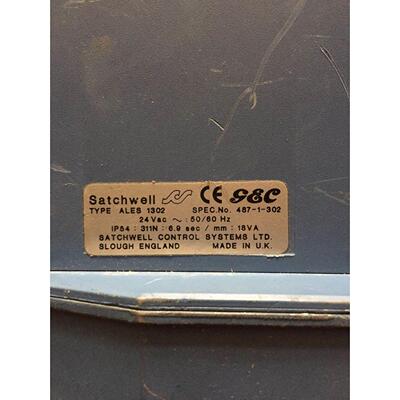 Satchwell CE GEC
TYPE ALES 1302 SPEC.No. 487-1-302
24Vac ~ : 50/60 Hz
IP54 : 311N : 6.9 sec / mm : 18VA
SATCHWELL CONTROL SYSTEMS LTD.
SLOUGH ENGLAND MADE IN U.K.